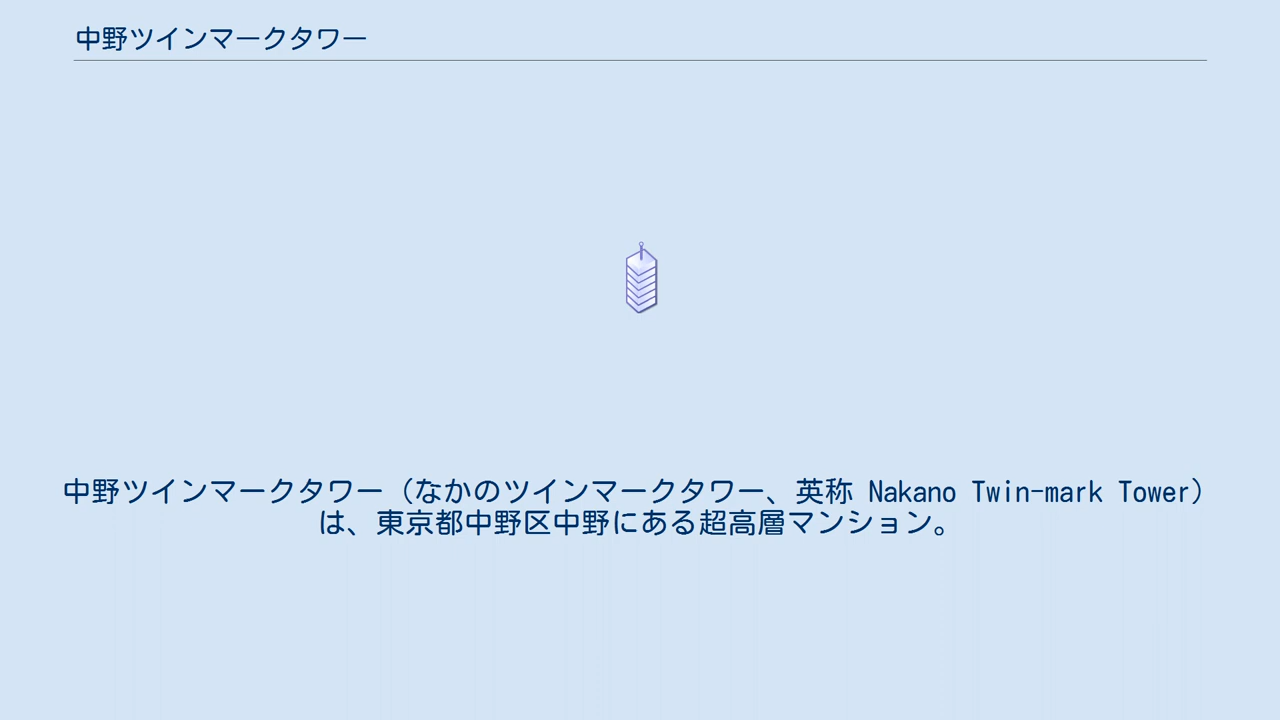 中野ツインマークタワー
中野ツインマークタワー（なかのツインマークタワー、英称 Nakano Twin-mark Tower）
は、東京都中野区中野にある超高層マンション。